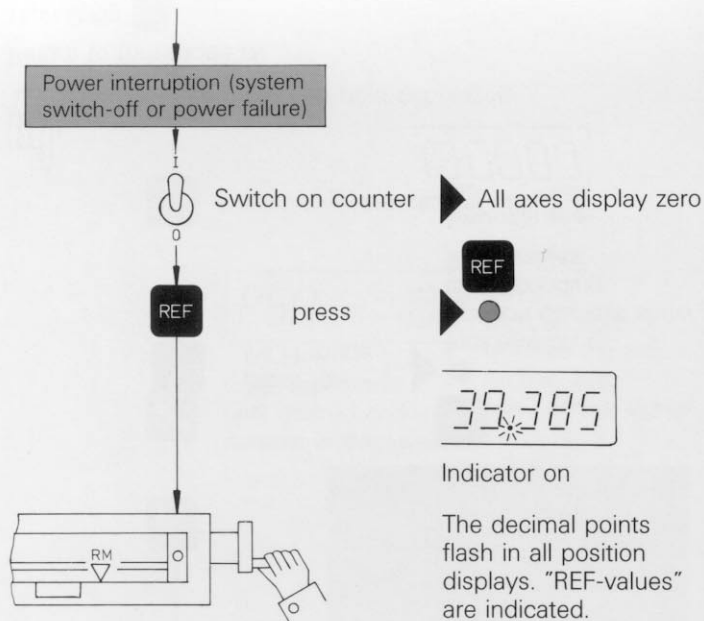 Power interruption (system
switch-off or power failure)
I
Switch on counter
All axes display zero
O
REF
REF
press
39.385
Indicator on
RM
The decimal points
flash in all position
displays. "REF-values"
are indicated.